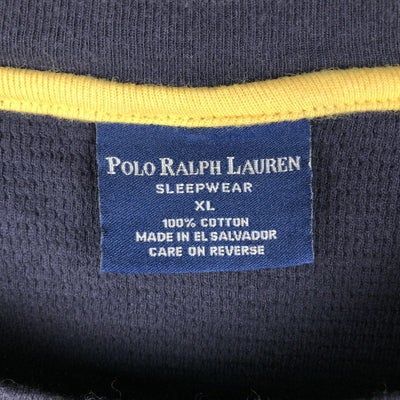 POLO RALPH LAUREN
SLEEPWEAR
XL
100% COTTON
MADE IN EL SALVADOR
CARE ON REVERSE